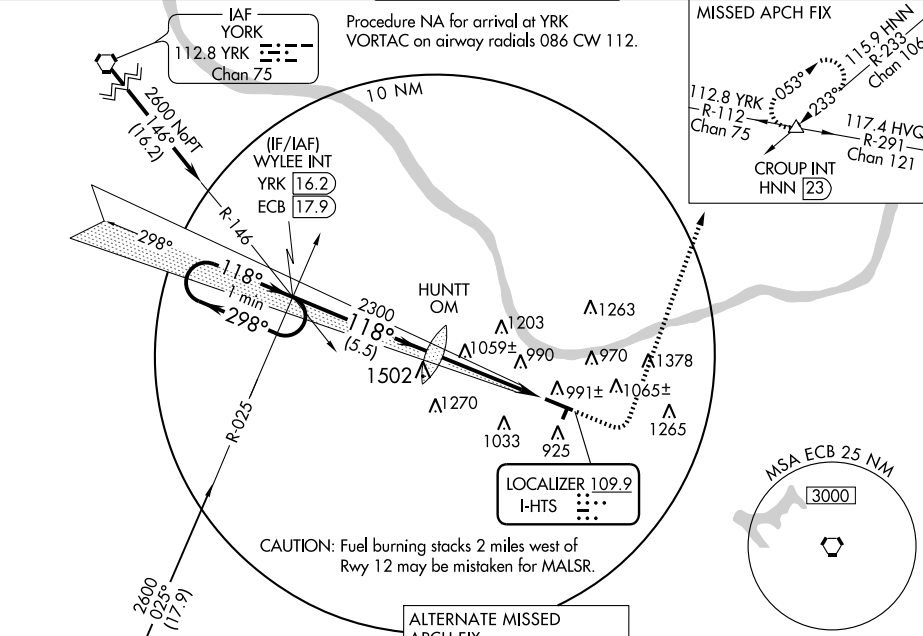 IAF
YORK
112.8 YRK
Chan 75
Procedure NA for arrival at YRK
VORTAC on airway radials 086 CW 112.
MISSED APCH FIX
115.9 HNN
R-233
Chan 106
053°
233°
112.8 YRK
R-112
Chan 75
117.4 HVQ
R-291
Chan 121
CROUP INT
HNN 23
10 NM
2600 NoPT
146°
(16.2)
(IF/IAF)
WYLEE INT
YRK 16.2
ECB 17.9
R-146
298°
118°
1 min
298°
2300
118°
(5.5)
HUNTT
OM
1263
1203
1059±
990
970
1378
1502
991±
1065±
1270
1265
1033
925
R-025
LOCALIZER 109.9
I-HTS
MSA ECB 25 NM
3000
CAUTION: Fuel burning stacks 2 miles west of
Rwy 12 may be mistaken for MALSR.
2600
025°
(17.9)
ALTERNATE MISSED
APCH FIX